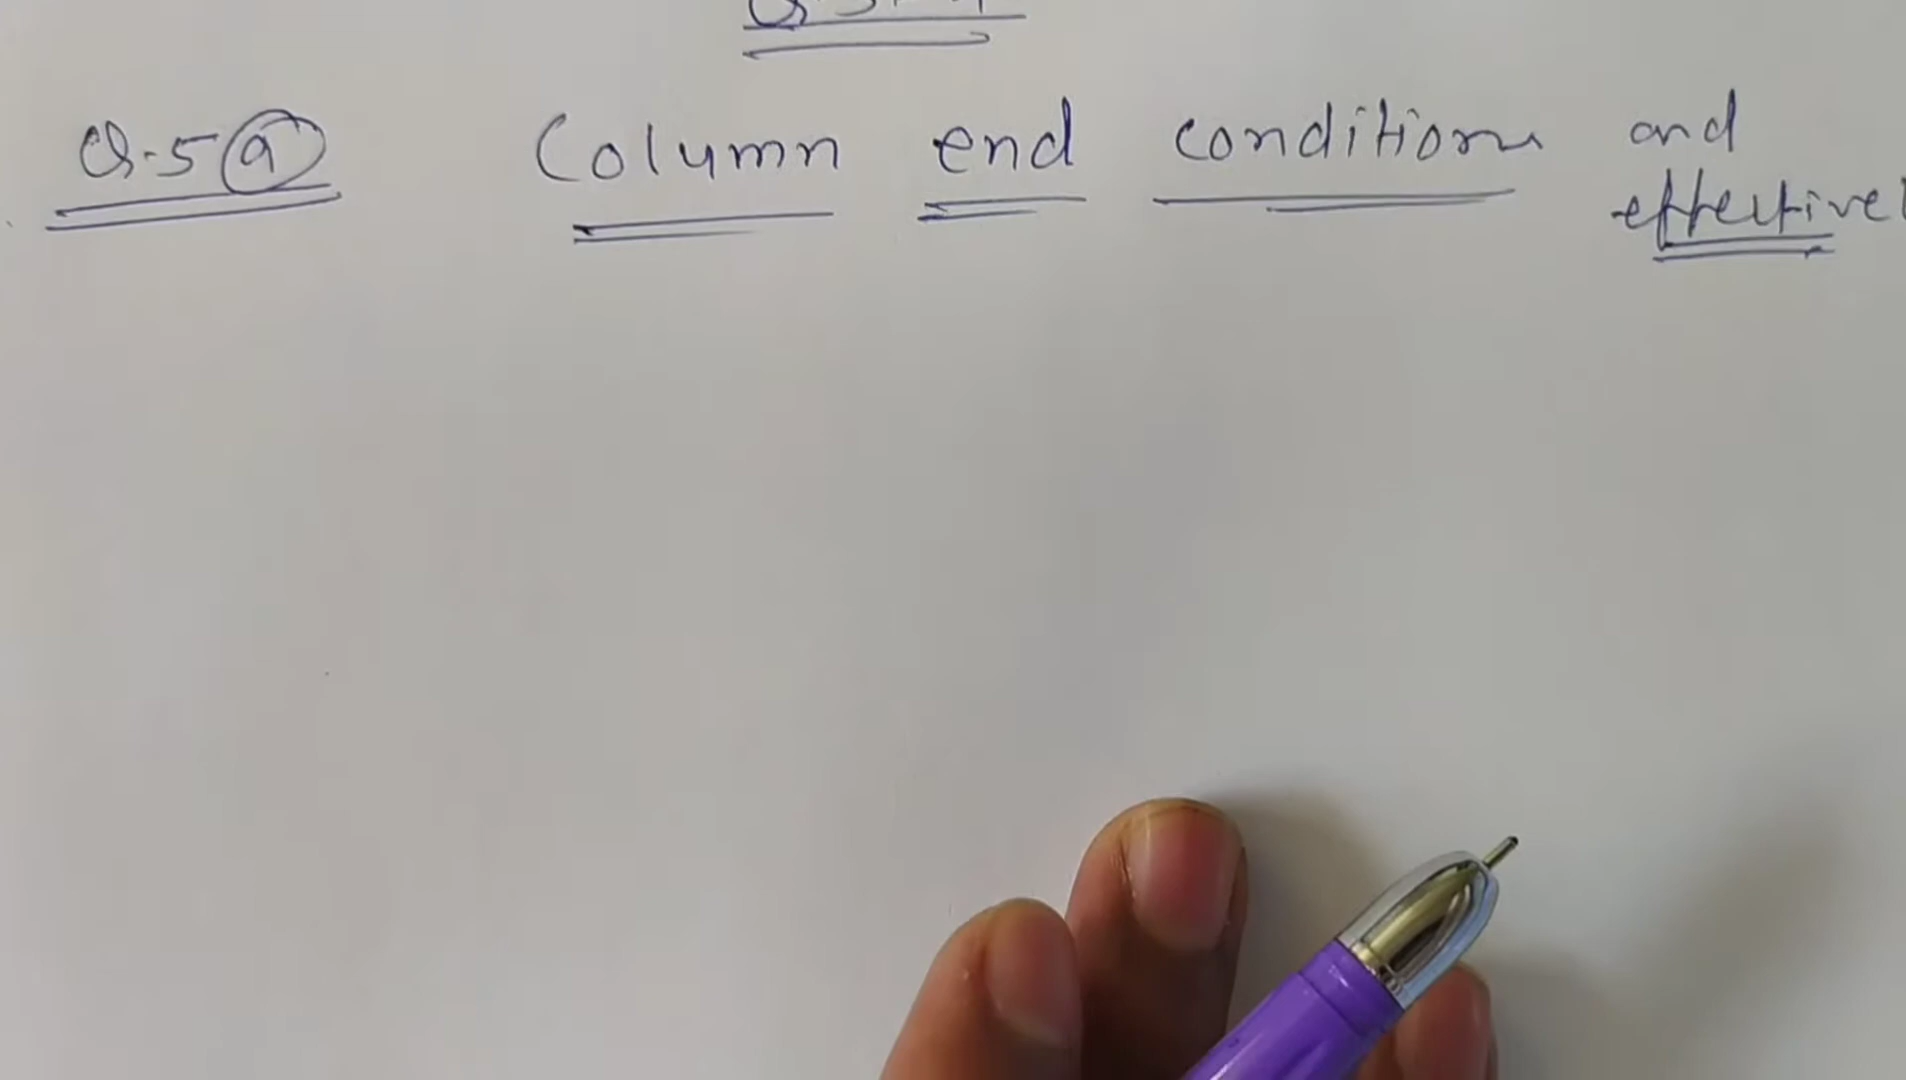 Q.5 a Column end conditions and
effective